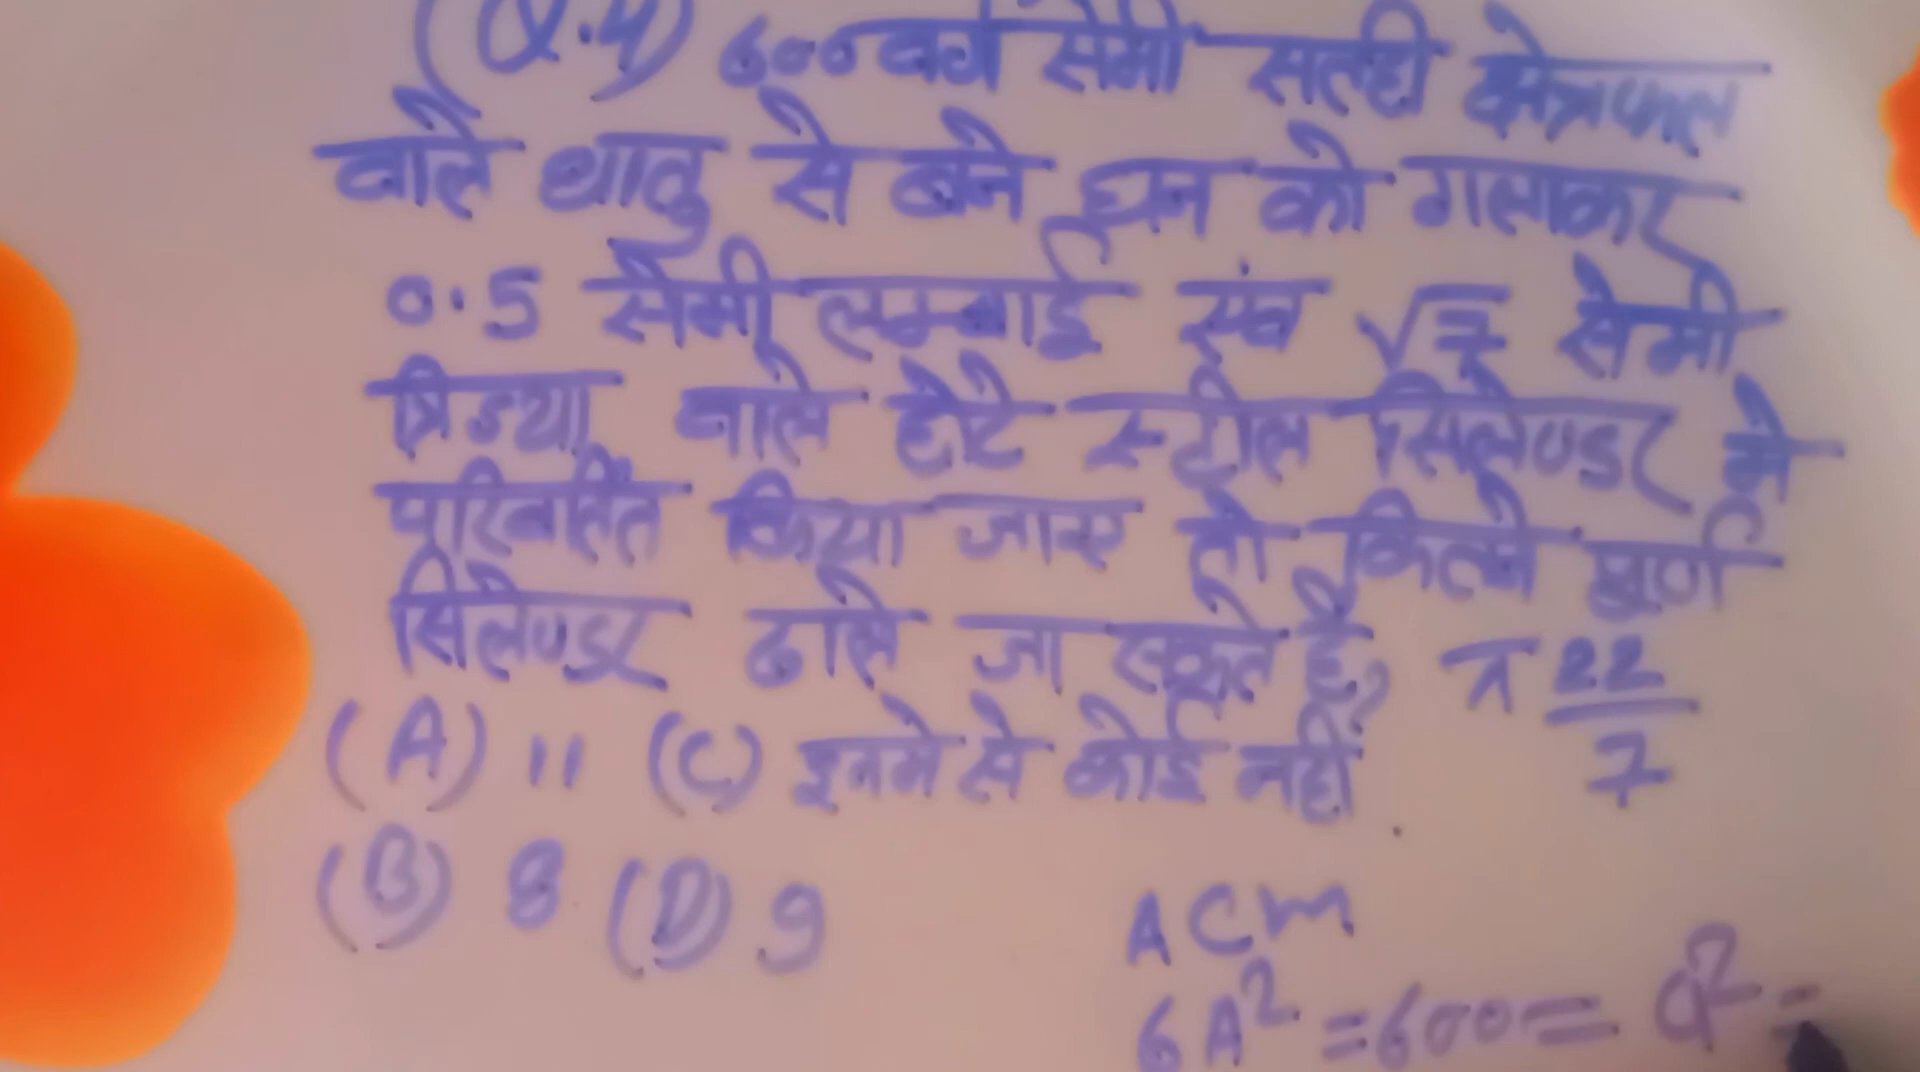 (Q.4) 600 वर्ग सेमी सतही क्षेत्रफल
वाले धातु से बने घन को गलाकर
0.5 सेमी लम्बाई एंव √7 सेमी
त्रिज्या वाले छोटे स्टील सिलेण्डर मे
परिवर्तित किया जाए तो कितने पूर्ण
सिलेण्डर ढाले जा सकते है? π 22/7
(A) 11 (C) इनमे से कोई नहीं
(B) 8 (D) 9
A Cm
6A² = 600 = a² =